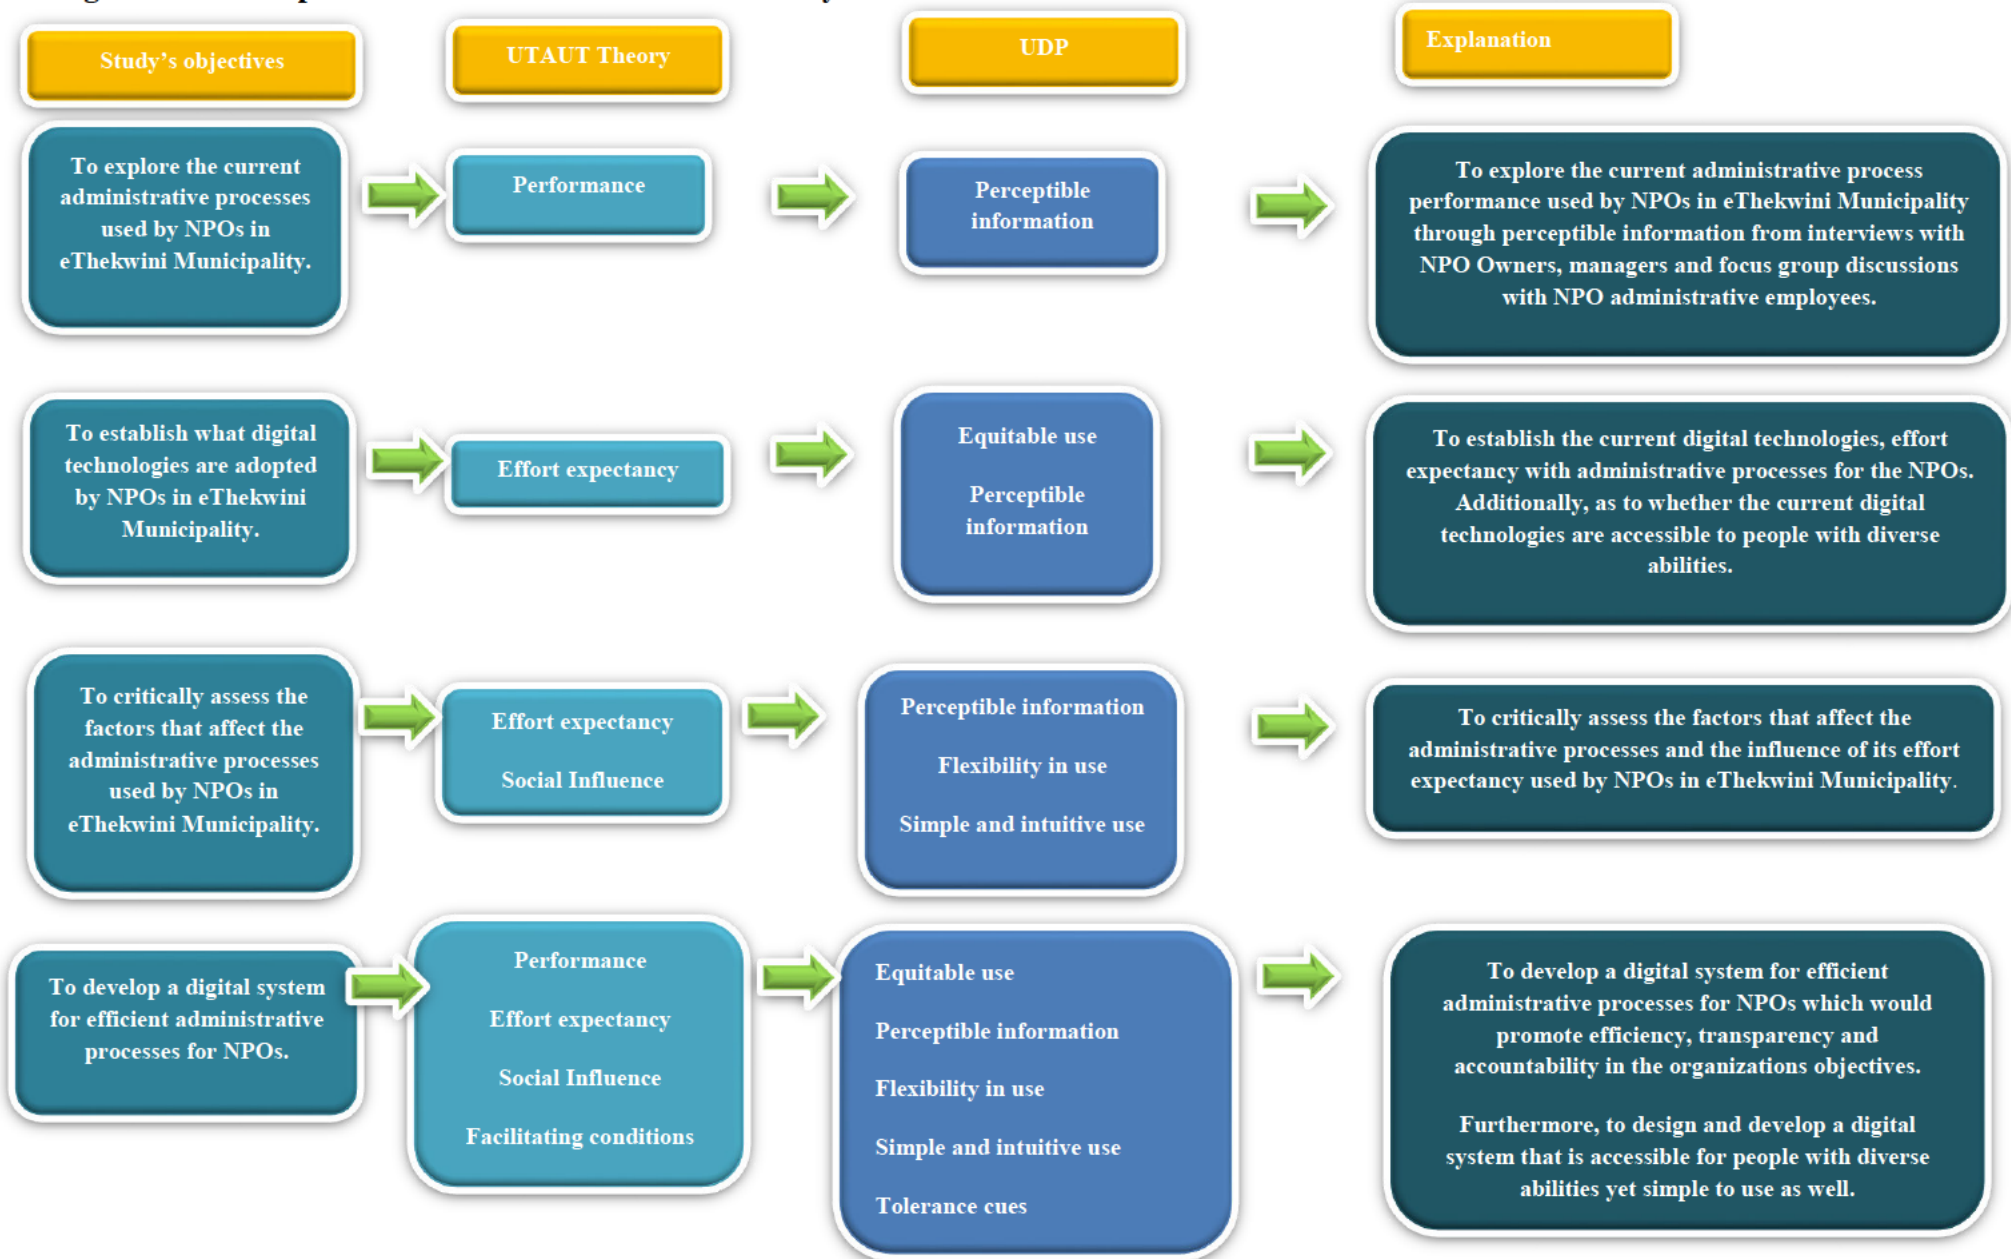 Study's objectives
UTAUT Theory
UDP
Explanation
To explore the current
administrative processes
used by NPOs in
eThekwini Municipality.
Performance
Perceptible
information
To explore the current administrative process
performance used by NPOs in eThekwini Municipality
through perceptible information from interviews with
NPO Owners, managers and focus group discussions
with NPO administrative employees.
To establish what digital
technologies are adopted
by NPOs in eThekwini
Municipality.
Effort expectancy
Equitable use
Perceptible
information
To establish the current digital technologies, effort
expectancy with administrative processes for the NPOs.
Additionally, as to whether the current digital
technologies are accessible to people with diverse
abilities.
To critically assess the
factors that affect the
administrative processes
used by NPOs in
eThekwini Municipality.
Effort expectancy
Social Influence
Perceptible information
Flexibility in use
Simple and intuitive use
To critically assess the factors that affect the
administrative processes and the influence of its effort
expectancy used by NPOs in eThekwini Municipality.
To develop a digital system
for efficient administrative
processes for NPOs.
Performance
Effort expectancy
Social Influence
Facilitating conditions
Equitable use
Perceptible information
Flexibility in use
Simple and intuitive use
Tolerance cues
To develop a digital system for efficient
administrative processes for NPOs which would
promote efficiency, transparency and
accountability in the organizations objectives.
Furthermore, to design and develop a digital
system that is accessible for people with diverse
abilities yet simple to use as well.